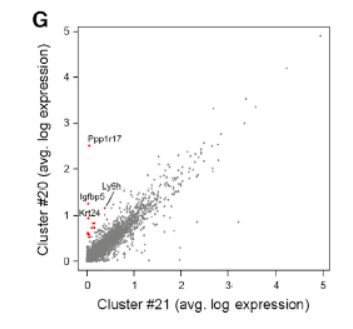 G
Cluster #20 (avg. log expression)
5
4
3
2
1
0
Ppp1r17
Ly6h
Igfbp5
Krt24
0 1 2 3 4 5
Cluster #21 (avg. log expression)